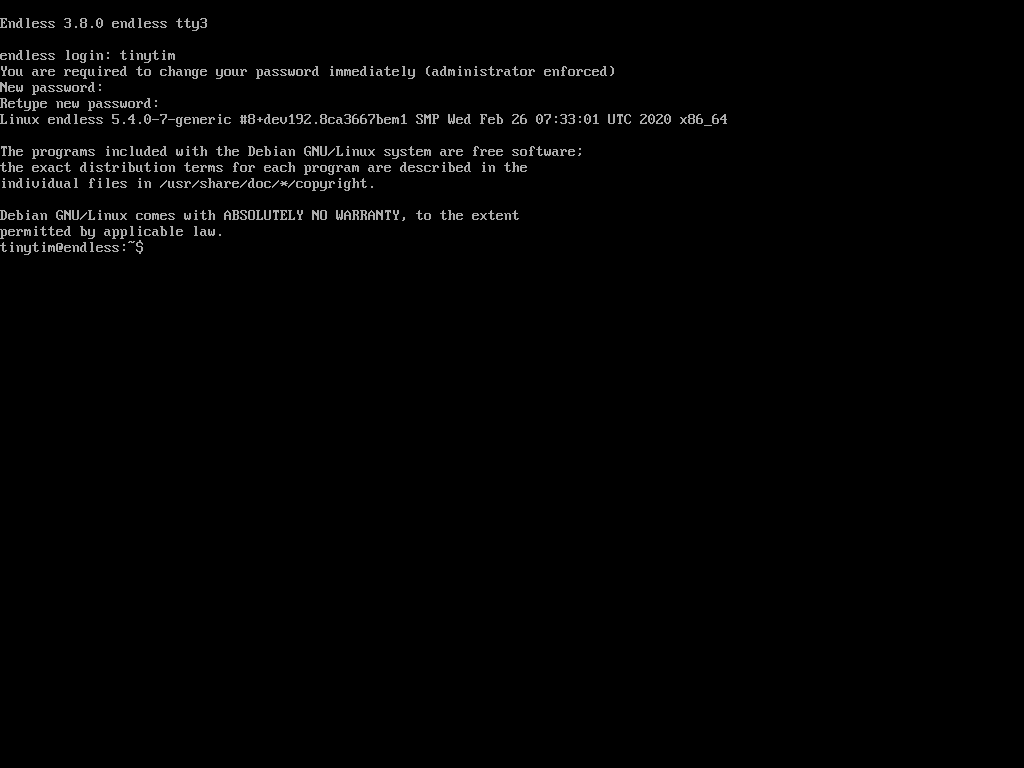 Endless 3.8.0 endless tty3
endless login: tinytim
You are required to change your password immediately (administrator enforced)
New password:
Retype new password:
Linux endless 5.4.0-7-generic #8+dev192.8ca3667bem1 SMP Wed Feb 26 07:33:01 UTC 2020 x86_64
The programs included with the Debian GNU/Linux system are free software;
the exact distribution terms for each program are described in the
individual files in /usr/share/doc/*/copyright.
Debian GNU/Linux comes with ABSOLUTELY NO WARRANTY, to the extent
permitted by applicable law.
tinytim@endless:~$